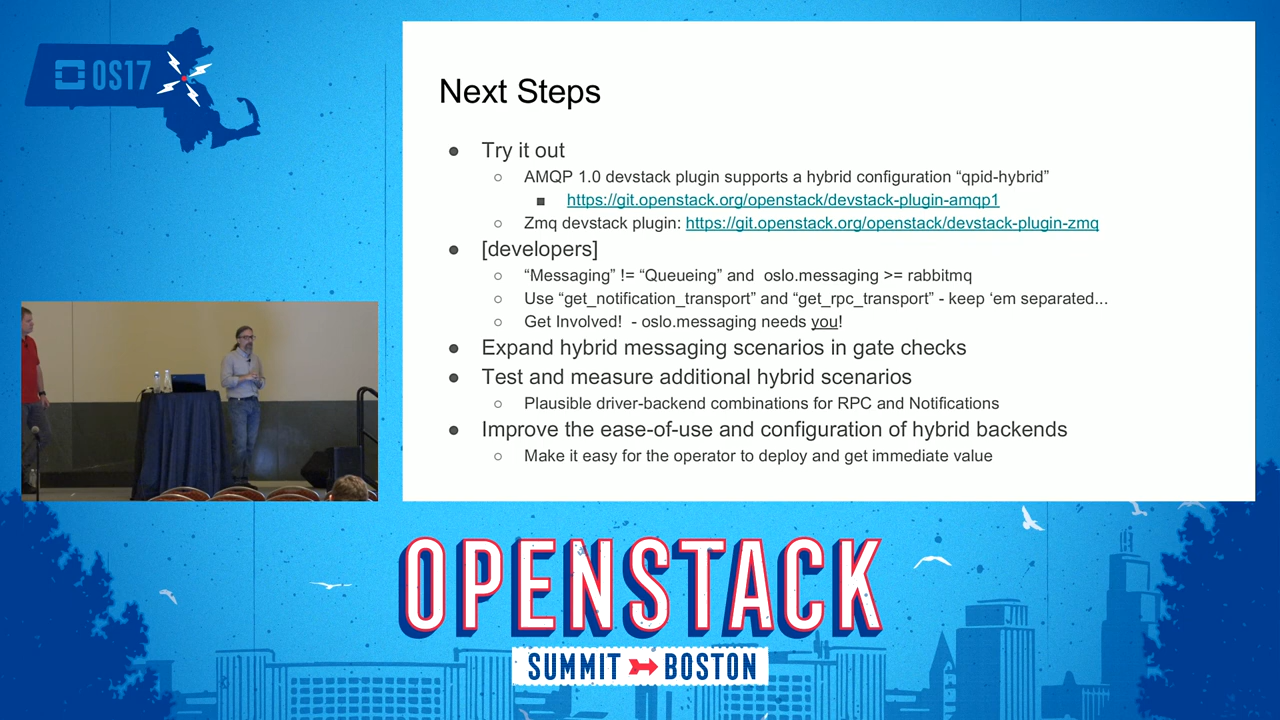 OS17
Next Steps
● Try it out
○ AMQP 1.0 devstack plugin supports a hybrid configuration “qpid-hybrid”
■ https://git.openstack.org/openstack/devstack-plugin-amqp1
○ Zmq devstack plugin: https://git.openstack.org/openstack/devstack-plugin-zmq
● [developers]
○ “Messaging” != “Queueing” and oslo.messaging >= rabbitmq
○ Use “get_notification_transport” and “get_rpc_transport” - keep ‘em separated...
○ Get Involved! - oslo.messaging needs you!
● Expand hybrid messaging scenarios in gate checks
● Test and measure additional hybrid scenarios
○ Plausible driver-backend combinations for RPC and Notifications
● Improve the ease-of-use and configuration of hybrid backends
○ Make it easy for the operator to deploy and get immediate value
OPENSTACK
SUMMIT BOSTON